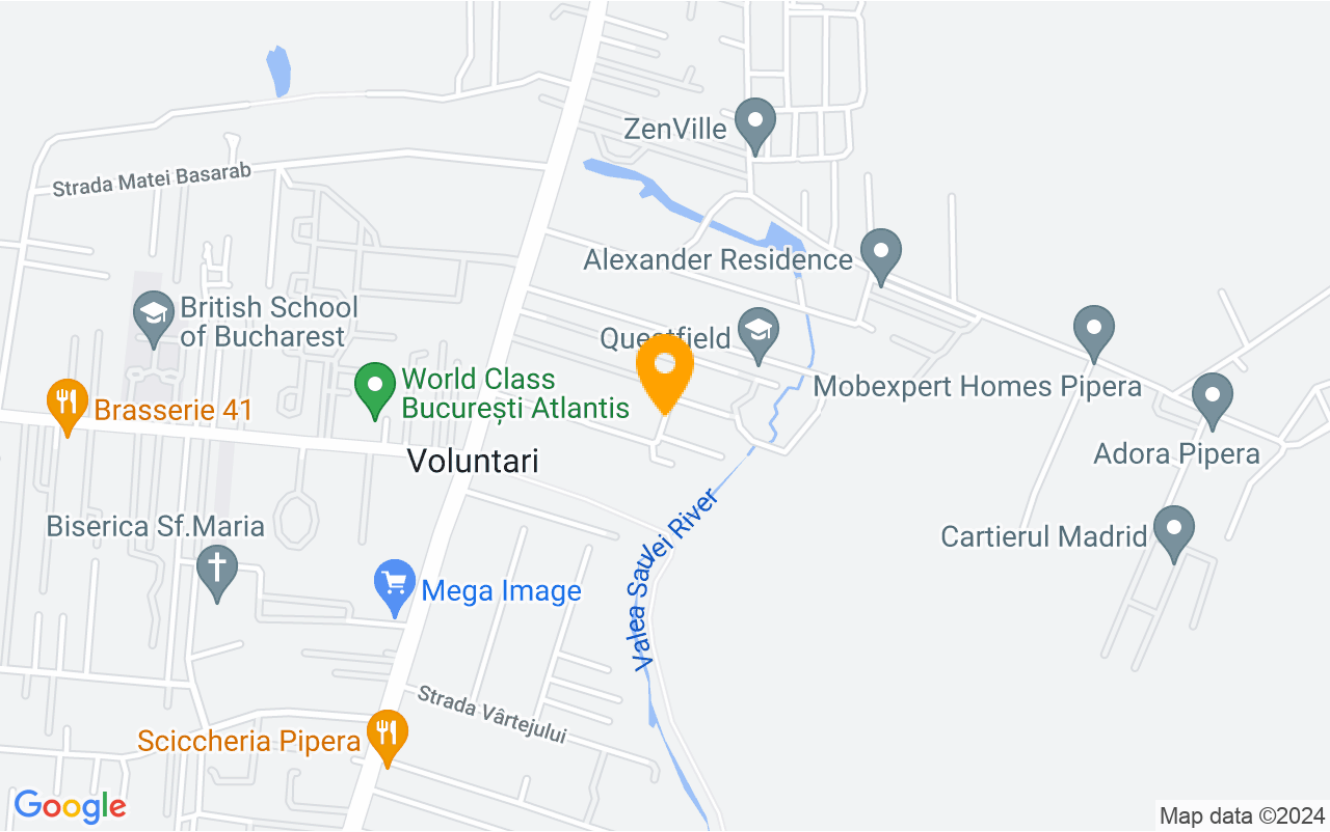 ZenVille
Strada Matei Basarab
Alexander Residence
British School
of Bucharest
Questfield
World Class
București Atlantis
Mobexpert Homes Pipera
Brasserie 41
Voluntari
Adora Pipera
Valea Saulei River
Biserica Sf.Maria
Cartierul Madrid
Mega Image
Strada Vârtejului
Sciccheria Pipera
Google
Map data ©2024